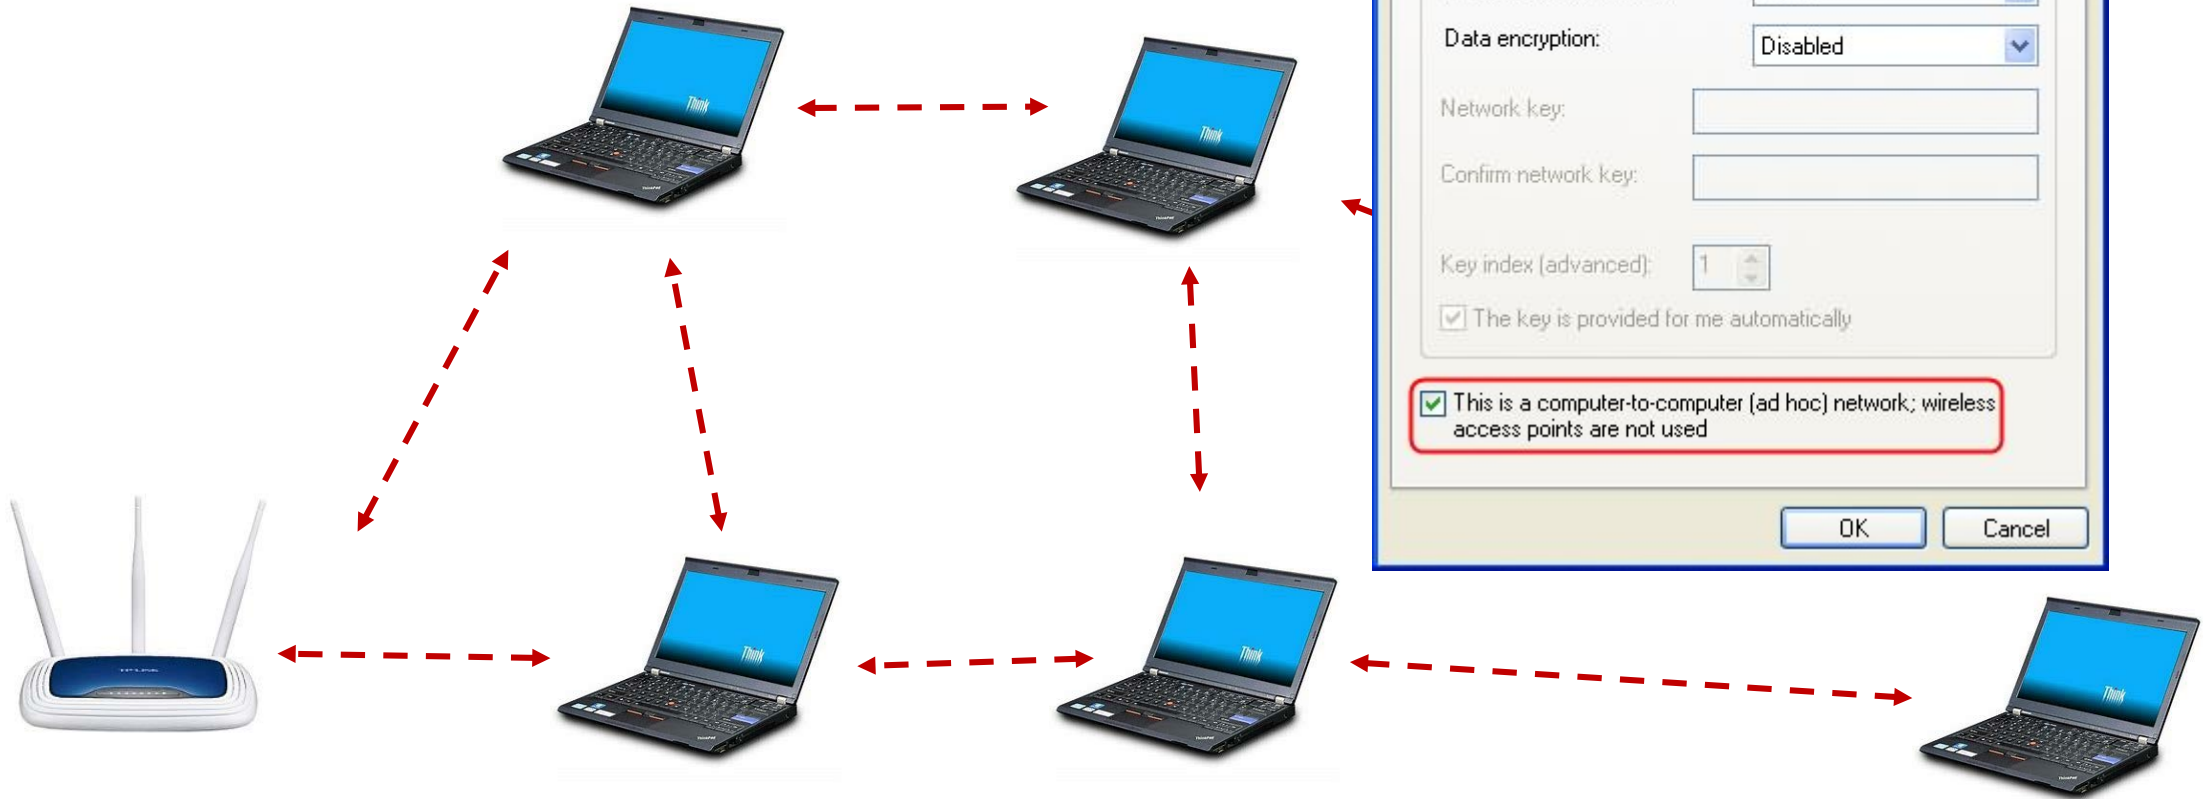 Think
Think
Data encryption:
Disabled
Network key:
Confirm network key:
Key index (advanced):
1
The key is provided for me automatically
This is a computer-to-computer (ad hoc) network; wireless
access points are not used
OK
Cancel
TP-LINK
Think
Think
Think